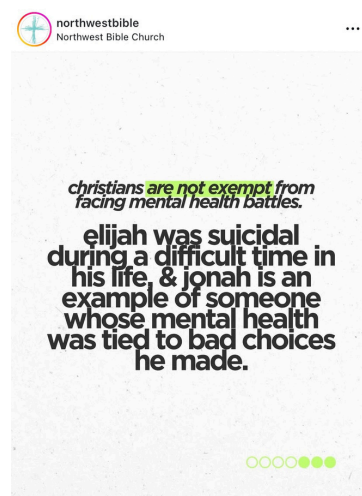 northwestbible
Northwest Bible Church
christians are not exempt from
facing mental health battles.
elijah was suicidal
during a difficult time in
his life, & jonah is an
example of someone
whose mental health
was tied to bad choices
he made.